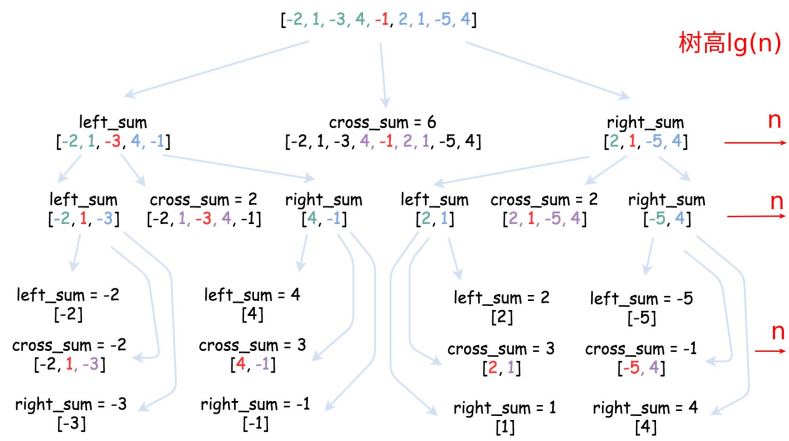 [-2, 1, -3, 4, -1, 2, 1, -5, 4]
树高lg(n)
left_sum
[-2, 1, -3, 4, -1]
cross_sum = 6
[-2, 1, -3, 4, -1, 2, 1, -5, 4]
right_sum
[2, 1, -5, 4]
n
left_sum
[-2, 1, -3]
cross_sum = 2
[-2, 1, -3, 4, -1]
right_sum
[4, -1]
left_sum
[2, 1]
cross_sum = 2
[2, 1, -5, 4]
right_sum
[-5, 4]
n
left_sum = -2
[-2]
left_sum = 4
[4]
left_sum = 2
[2]
left_sum = -5
[-5]
cross_sum = -2
[-2, 1, -3]
cross_sum = 3
[4, -1]
cross_sum = 3
[2, 1]
cross_sum = -1
[-5, 4]
n
right_sum = -3
[-3]
right_sum = -1
[-1]
right_sum = 1
[1]
right_sum = 4
[4]